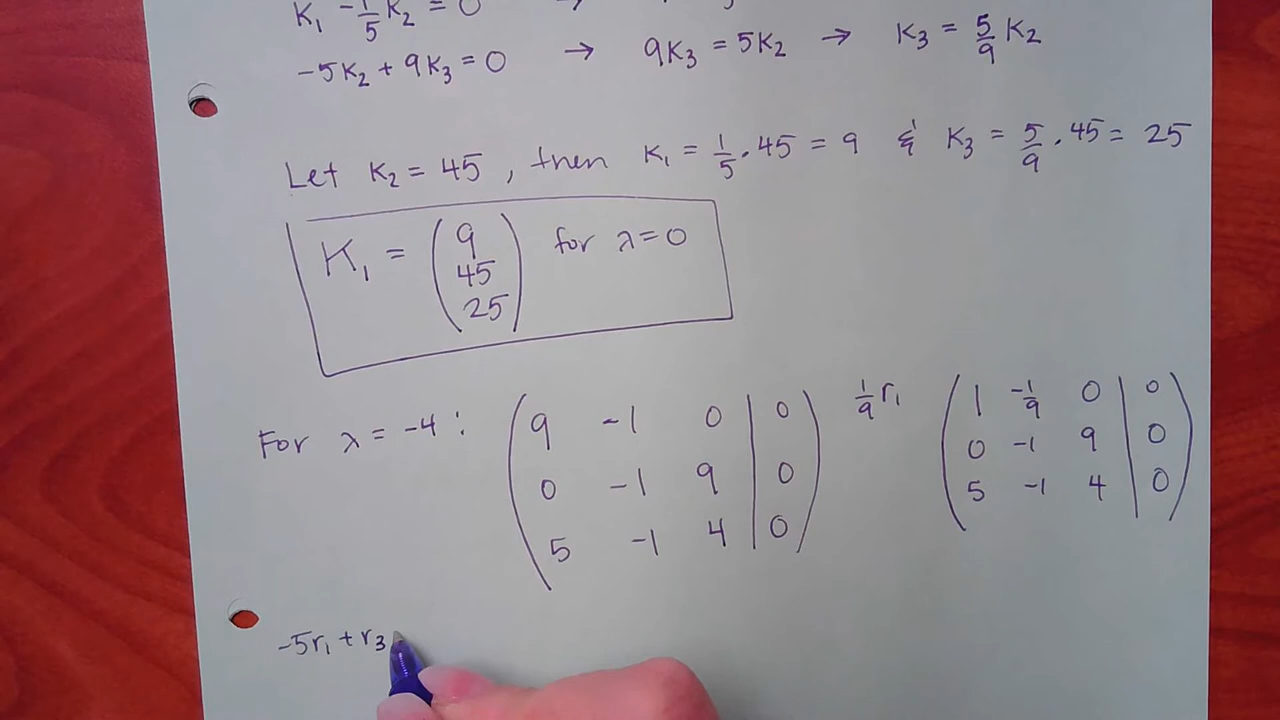 K₁ - 1/5 K₂ = 0 →
-5K₂ + 9K₃ = 0 → 9K₃ = 5K₂ → K₃ = 5/9 K₂
Let K₂ = 45 , then K₁ = 1/5 · 45 = 9 & K₃ = 5/9 · 45 = 25
K₁ = (9
45
25) for λ = 0
For λ = -4 : (9 -1 0 | 0
0 -1 9 | 0
5 -1 4 | 0)
1/9 r₁
(1 -1/9 0 | 0
0 -1 9 | 0
5 -1 4 | 0)
-5r₁ + r₃